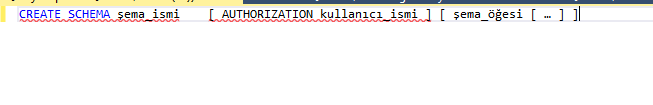 CREATE SCHEMA şema_ismi [ AUTHORIZATION kullanıcı_ismi ] [ şema_öğesi [ … ] ]